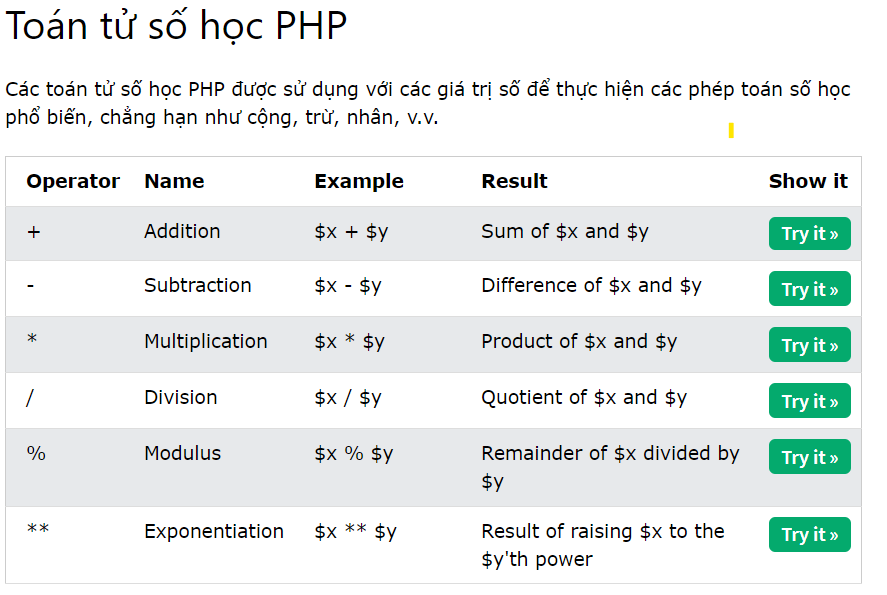 Toán tử số học PHP
Các toán tử số học PHP được sử dụng với các giá trị số để thực hiện các phép toán số học
phổ biến, chẳng hạn như cộng, trừ, nhân, v.v.
Operator Name Example Result Show it
+ Addition $x + $y Sum of $x and $y Try it »
- Subtraction $x - $y Difference of $x and $y Try it »
* Multiplication $x * $y Product of $x and $y Try it »
/ Division $x / $y Quotient of $x and $y Try it »
% Modulus $x % $y Remainder of $x divided by Try it »
$y
** Exponentiation $x ** $y Result of raising $x to the Try it »
$y'th power